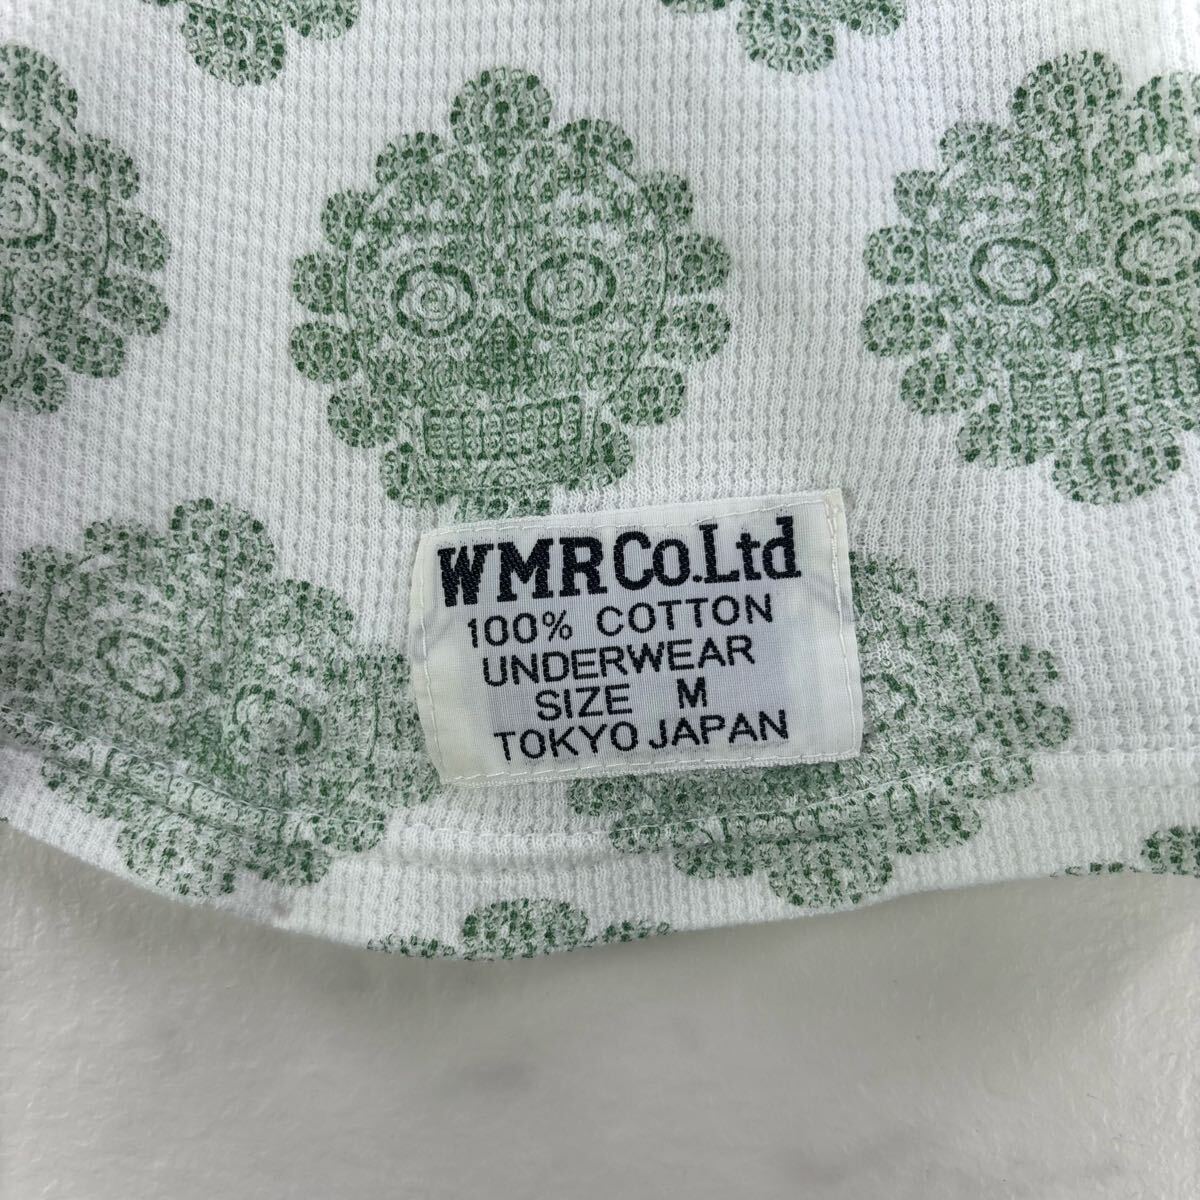 WMR Co.Ltd
100% COTTON
UNDERWEAR
SIZE M
TOKYO JAPAN